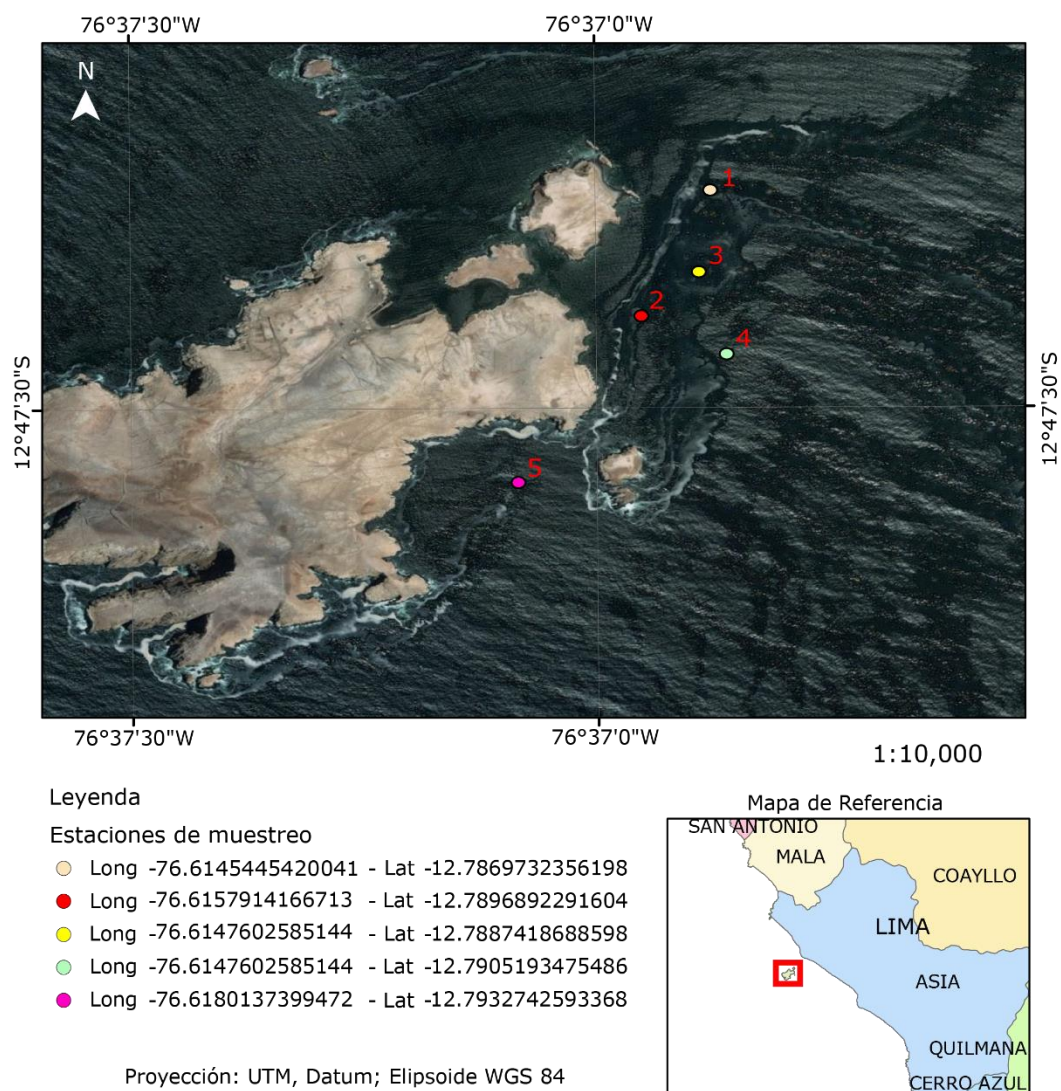 76°37'30"W 76°37'0"W
N
1
3
2
4
12°47'30"S 12°47'30"S
5
76°37'30"W 76°37'0"W
1:10,000
Leyenda
Estaciones de muestreo
Long -76.6145445420041 - Lat -12.7869732356198
Long -76.6157914166713 - Lat -12.7896892291604
Long -76.6147602585144 - Lat -12.7887418688598
Long -76.6147602585144 - Lat -12.7905193475486
Long -76.6180137399472 - Lat -12.7932742593368
Proyección: UTM, Datum; Elipsoide WGS 84
Mapa de Referencia
SAN ANTONIO
MALA
COAYLLO
LIMA
ASIA
QUILMANA
CERRO AZUL